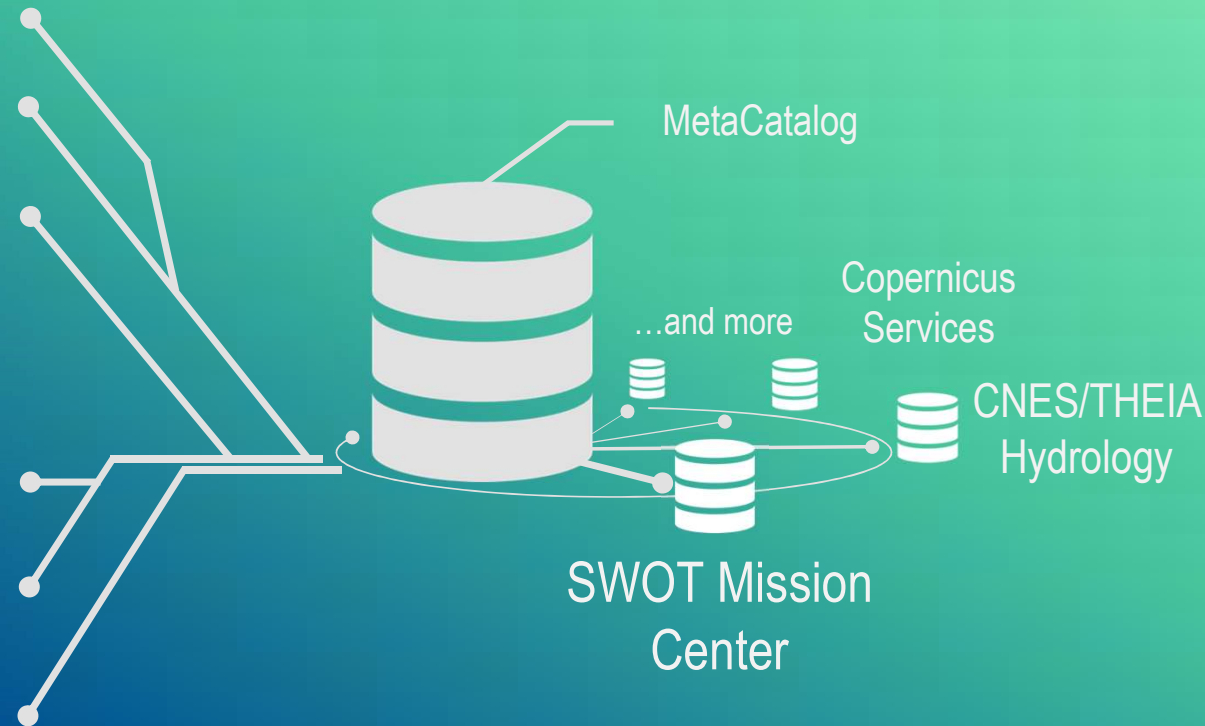 MetaCatalog
Copernicus
Services
…and more
CNES/THEIA
Hydrology
SWOT Mission
Center